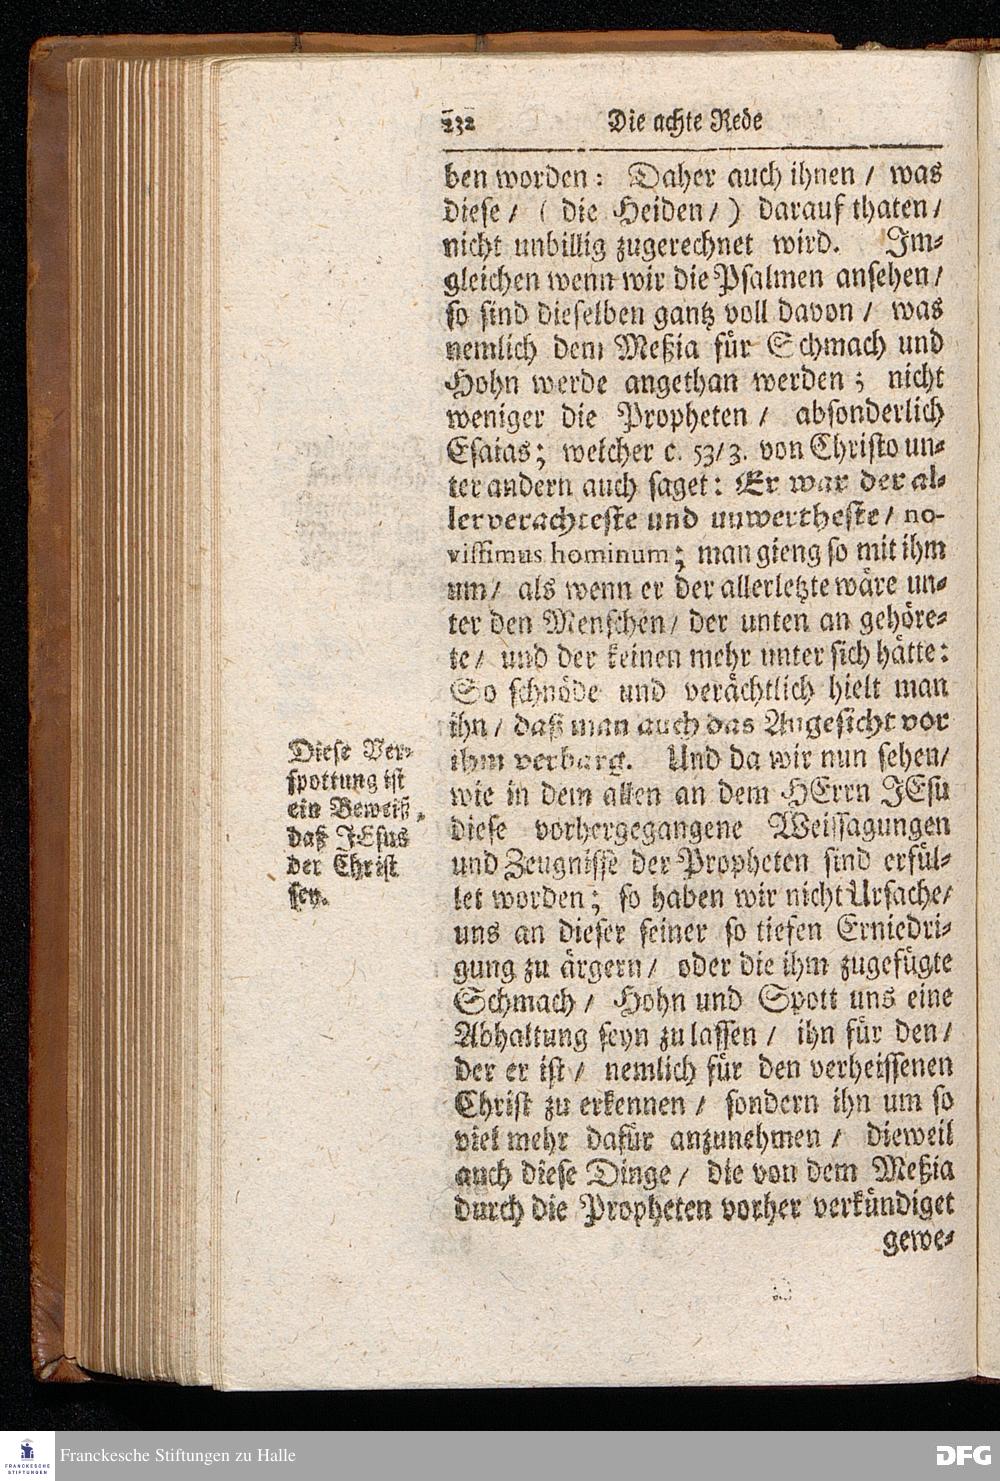 232 Die achte Rede
ben worden: Daher auch ihnen / was
diese / ( die Heiden / ) darauf thaten /
nicht unbillig zugerechnet wird. Im⸗
gleichen wenn wir die Psalmen ansehen /
so sind dieselben gantz voll davon / was
nemlich dem Meßia für Schmach und
Hohn werde angethan werden ; nicht
weniger die Propheten / absonderlich
Esaias; welcher c. 53/3. von Christo un⸗
ter andern auch saget: Er war der al⸗
lerverachteste und unwertheste / no-
vissimus hominum; man gieng so mit ihm
um / als wenn er der allerletzte wäre un⸗
ter den Menschen / der unten an gehöre⸗
te / und der keinen mehr unter sich hätte:
So schnöde und verächtlich hielt man
ihn / daß man auch das Angesicht vor
ihm verbarg. Und da wir nun sehen /
wie in dem allen an dem HErrn JEsu
diese vorhergegangene Weissagungen
und Zeugnisse der Propheten sind erfül⸗
let worden; so haben wir nicht Ursache /
uns an dieser seiner so tiefen Erniedri⸗
gung zu ärgern / oder die ihm zugefügte
Schmach / Hohn und Spott uns eine
Abhaltung seyn zu lassen / ihn für den /
der er ist / nemlich für den verheissenen
Christ zu erkennen / sondern ihn um so
viel mehr dafür anzunehmen / dieweil
auch diese Dinge / die von dem Meßia
durch die Propheten vorher verkündiget
gewe⸗
Diese Ver⸗
spottung ist
ein Beweiß,
daß JEsus
der Christ
sey.
FRANCKESCHE
STIFTUNGEN
Franckesche Stiftungen zu Halle
DFG